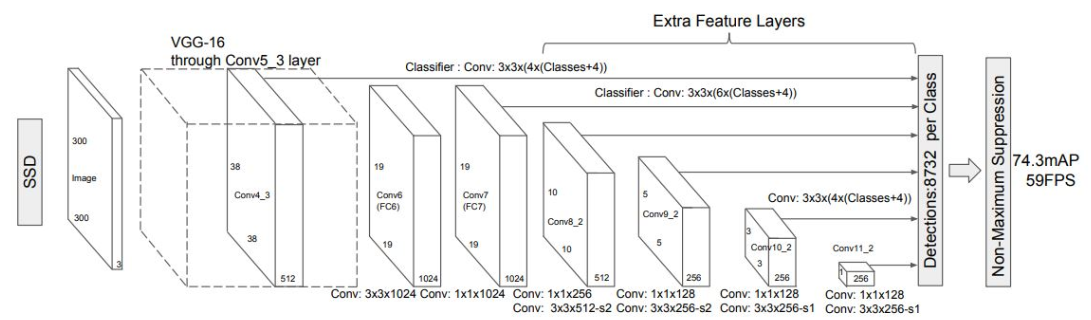 Extra Feature Layers
VGG-16
through Conv5_3 layer
Classifier : Conv: 3x3x(4x(Classes+4))
Classifier : Conv: 3x3x(6x(Classes+4))
SSD
300
Image
300
3
38
Conv4_3
38
512
19
Conv6
(FC6)
19
1024
19
Conv7
(FC7)
19
1024
10
Conv8_2
10
512
5
Conv9_2
5
256
Conv: 3x3x(4x(Classes+4))
3
Conv10_2
3
256
Conv11_2
1
256
Detections:8732 per Class
Non-Maximum Suppression
74.3mAP
59FPS
Conv: 3x3x1024
Conv: 1x1x1024
Conv: 1x1x256
Conv: 3x3x512-s2
Conv: 1x1x128
Conv: 3x3x256-s2
Conv: 1x1x128
Conv: 3x3x256-s1
Conv: 1x1x128
Conv: 3x3x256-s1